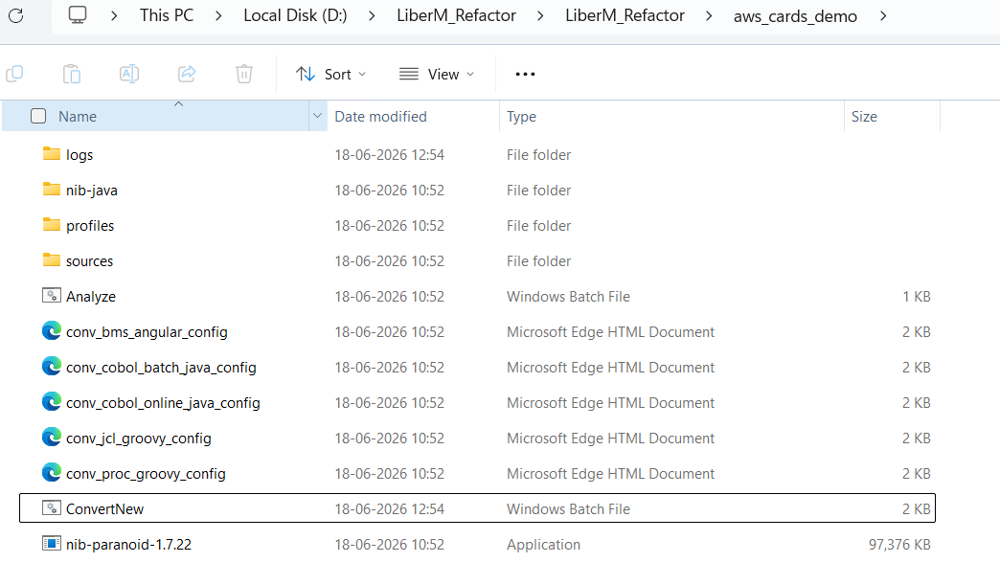 This PC > Local Disk (D:) > LiberM_Refactor > LiberM_Refactor > aws_cards_demo >
Sort View
Name Date modified Type Size
logs 18-06-2026 12:54 File folder
nib-java 18-06-2026 10:52 File folder
profiles 18-06-2026 10:52 File folder
sources 18-06-2026 10:52 File folder
Analyze 18-06-2026 10:52 Windows Batch File 1 KB
conv_bms_angular_config 18-06-2026 10:52 Microsoft Edge HTML Document 2 KB
conv_cobol_batch_java_config 18-06-2026 10:52 Microsoft Edge HTML Document 2 KB
conv_cobol_online_java_config 18-06-2026 10:52 Microsoft Edge HTML Document 2 KB
conv_jcl_groovy_config 18-06-2026 10:52 Microsoft Edge HTML Document 2 KB
conv_proc_groovy_config 18-06-2026 10:52 Microsoft Edge HTML Document 2 KB
ConvertNew 18-06-2026 12:54 Windows Batch File 2 KB
nib-paranoid-1.7.22 18-06-2026 10:52 Application 97,376 KB